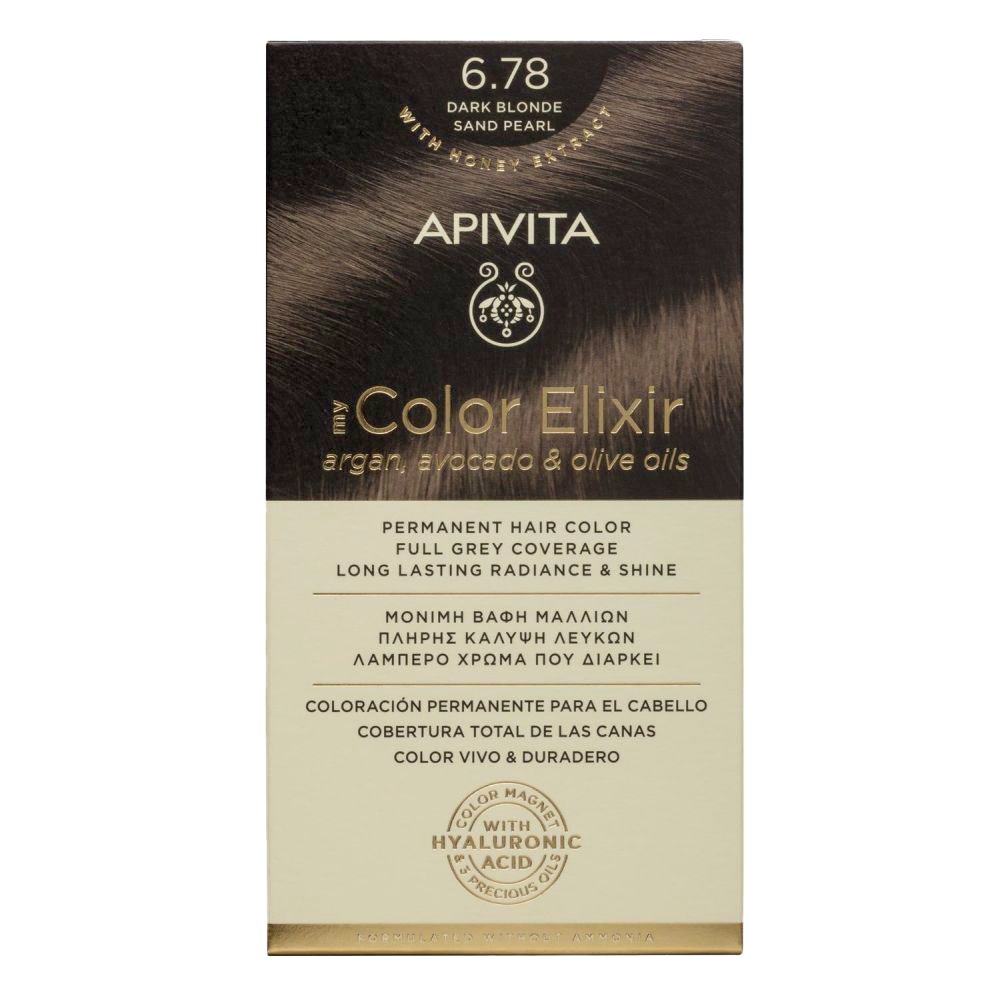 6.78
DARK BLONDE
SAND PEARL
WITH HONEY EXTRACT
APIVITA
my Color Elixir
argan, avocado & olive oils
PERMANENT HAIR COLOR
FULL GREY COVERAGE
LONG LASTING RADIANCE & SHINE
ΜΟΝΙΜΗ ΒΑΦΗ ΜΑΛΛΙΩΝ
ΠΛΗΡΗΣ ΚΑΛΥΨΗ ΛΕΥΚΩΝ
ΛΑΜΠΕΡΟ ΧΡΩΜΑ ΠΟΥ ΔΙΑΡΚΕΙ
COLORACIÓN PERMANENTE PARA EL CABELLO
COBERTURA TOTAL DE LAS CANAS
COLOR VIVO & DURADERO
COLOR MAGNET
WITH
HYALURONIC
ACID
& 3 PRECIOUS OILS
FORMULATED WITHOUT AMMONIA